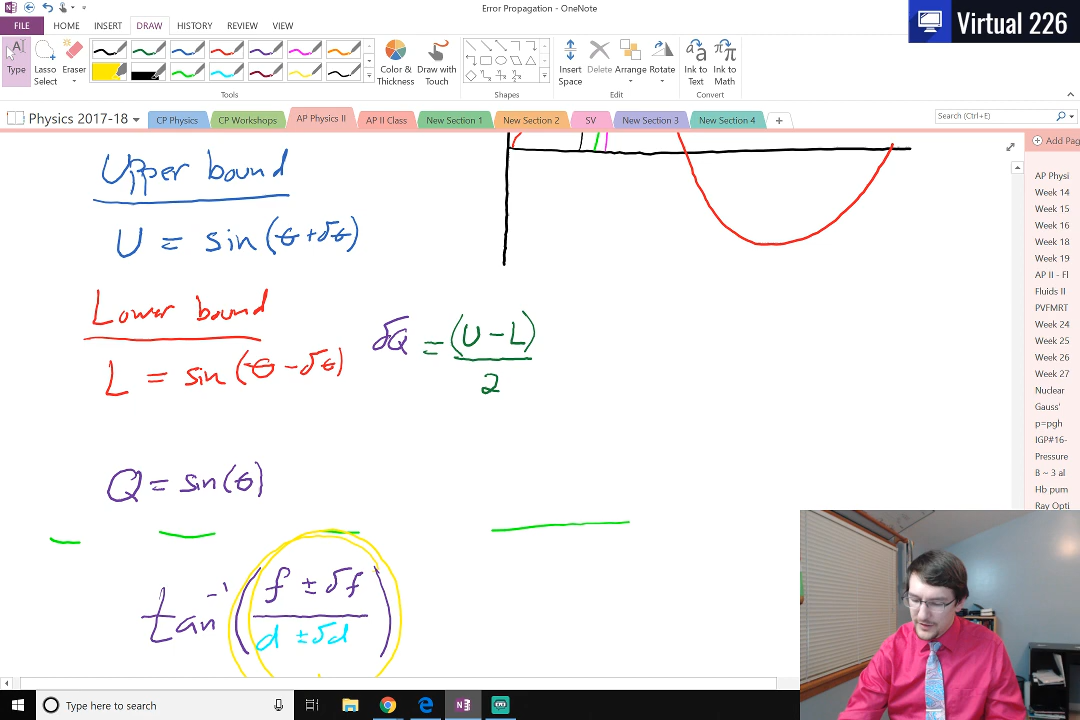 Error Propagation - OneNote
FILE HOME INSERT DRAW HISTORY REVIEW VIEW
Virtual 226
Type
Lasso Select
Eraser
Color & Thickness
Draw with Touch
Insert Space
Delete
Arrange
Rotate
Ink to Text
Ink to Math
Tools
Shapes
Edit
Convert
Physics 2017-18
CP Physics
CP Workshops
AP Physics II
AP II Class
New Section 1
New Section 2
SV
New Section 3
New Section 4
+
Search (Ctrl+E)
Add Pag
AP Physi
Week 14
Week 15
Week 16
Week 18
Week 19
AP II - Fl
Fluids II
PVFMRT
Week 24
Week 25
Week 26
Week 27
Nuclear
Gauss'
p=pgh
IGP#16-
Pressure
B ~ 3 al
Hb pum
Ray Opti
Upper bound
U = sin(θ+δθ)
Lower bound
L = sin(θ-δθ)
δQ = (U-L)
2
Q = sin(θ)
tan⁻¹ (f ± δf)
d ± δd
Type here to search